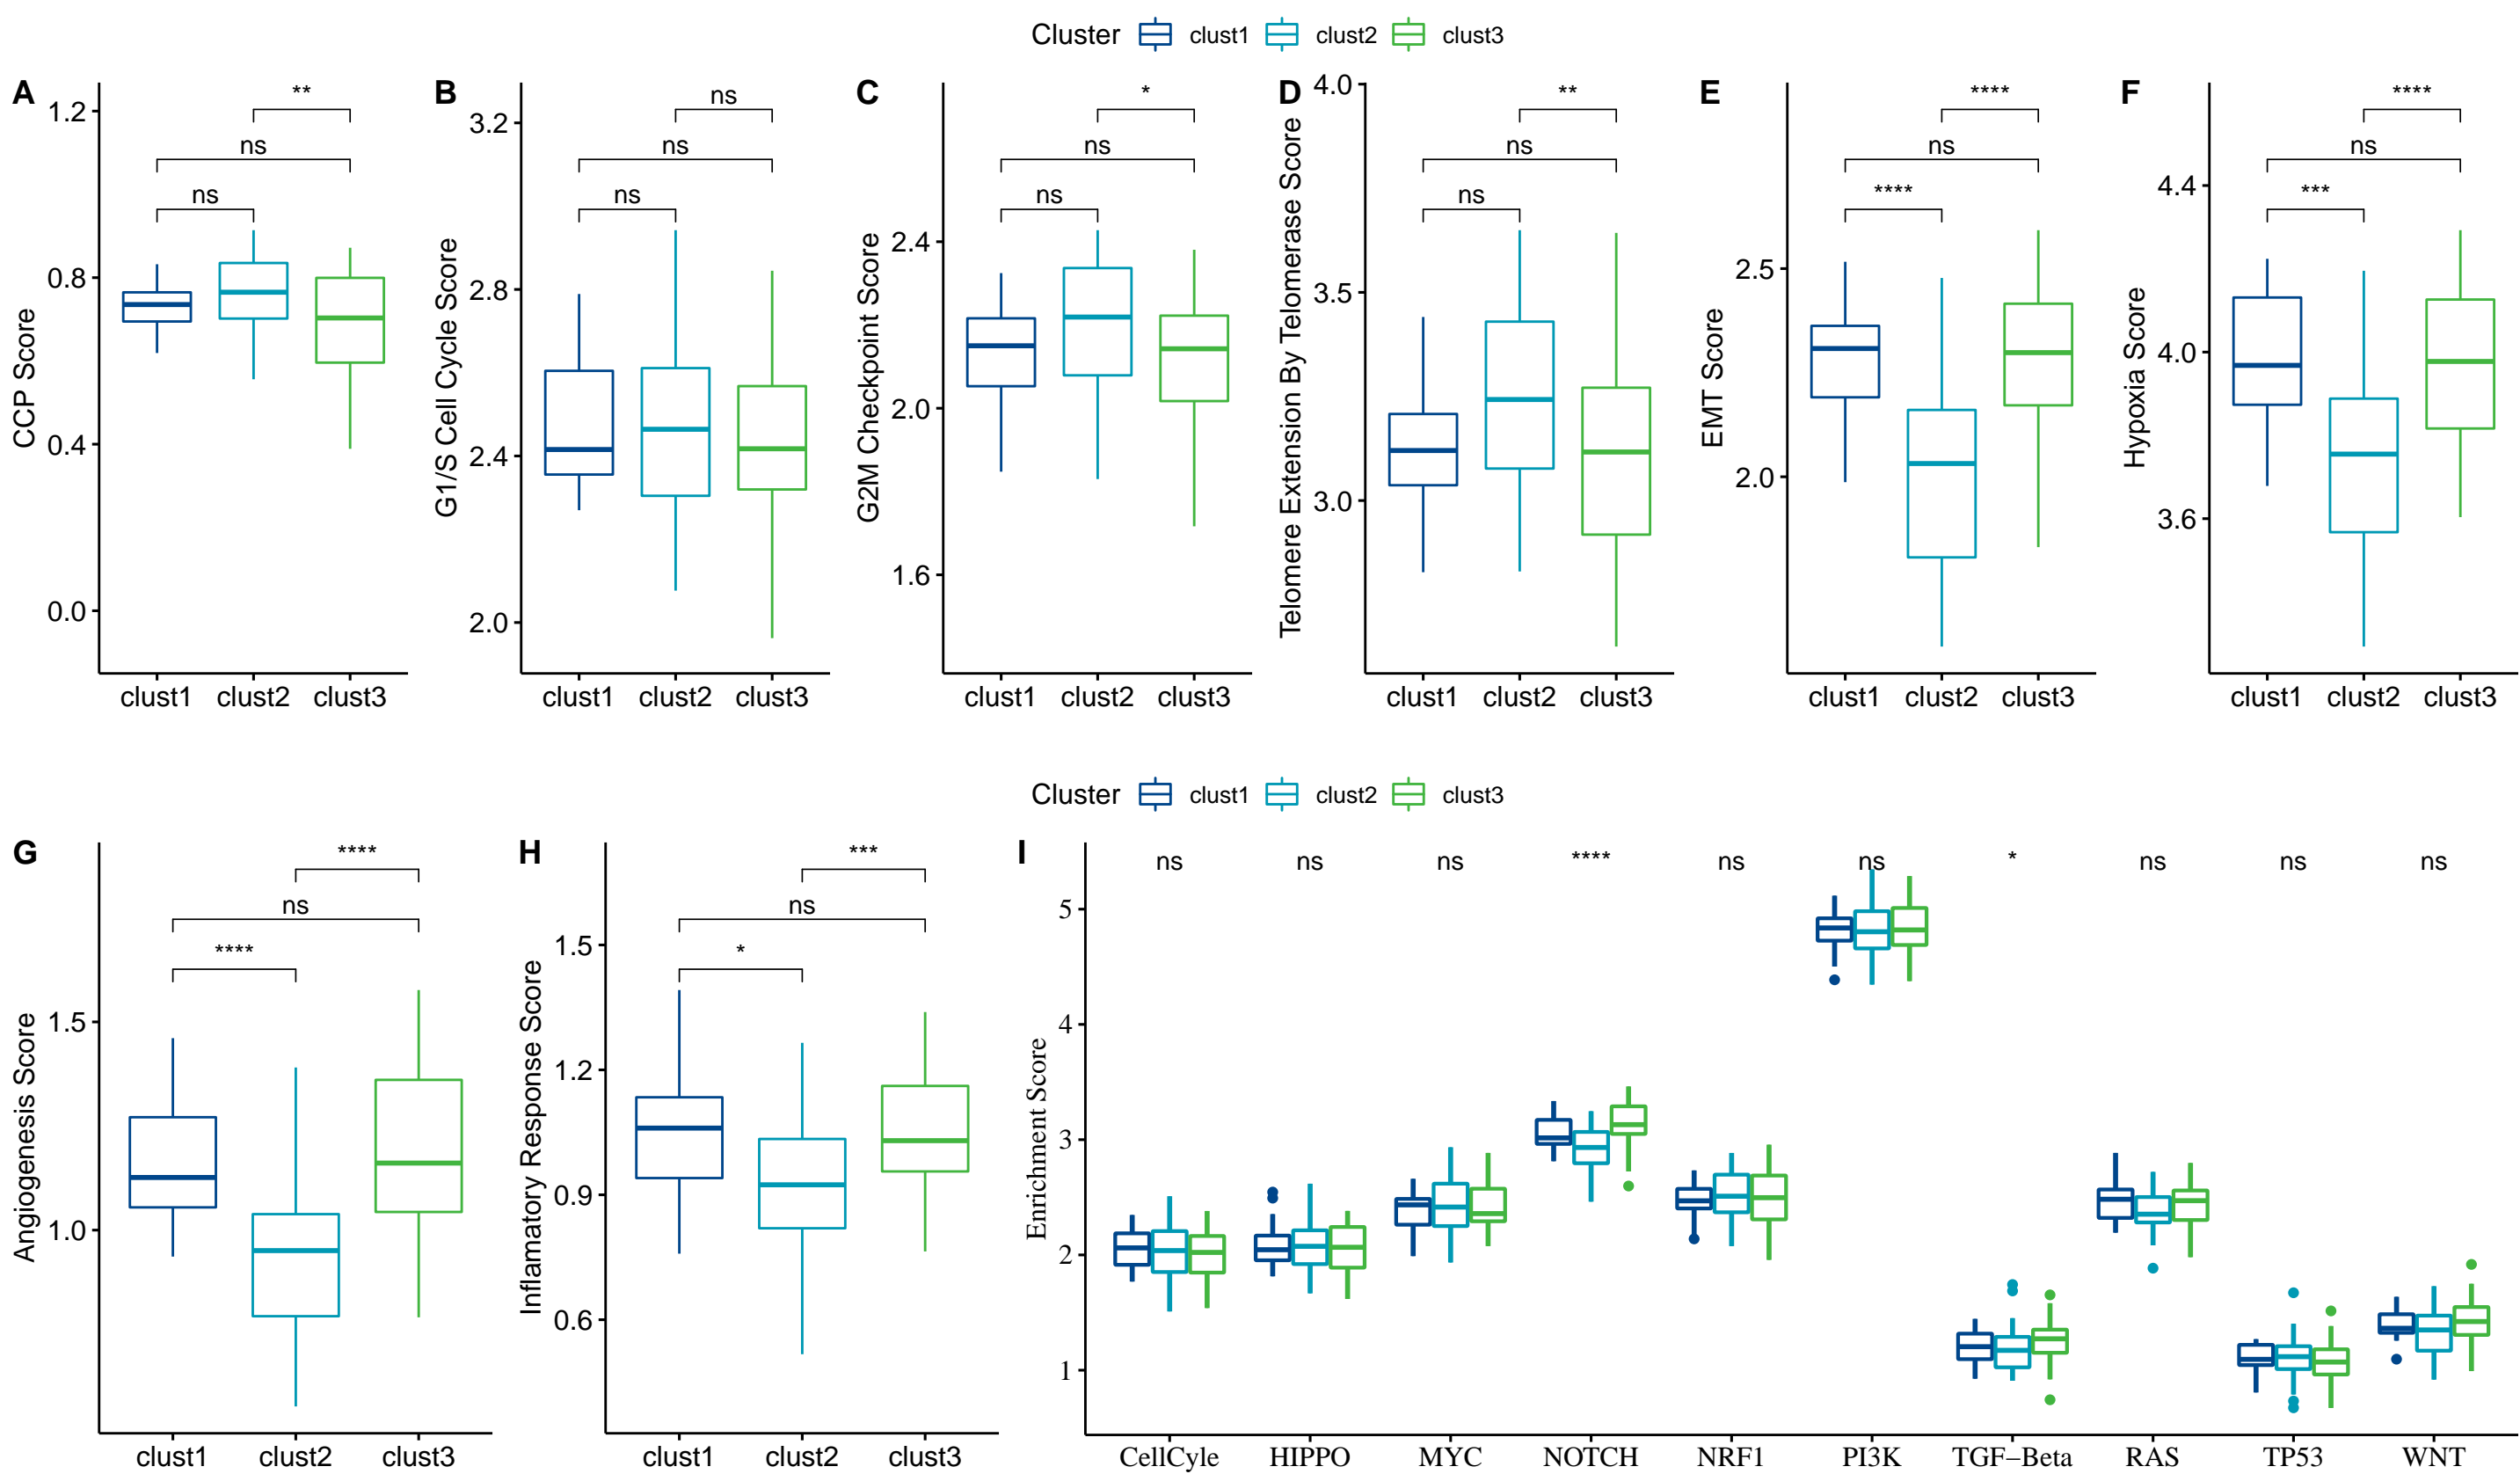 Cluster clust1 clust2 clust3
A
CCP Score
1.2
0.8
0.4
0.0
**
ns
ns
clust1 clust2 clust3
B
G1/S Cell Cycle Score
3.2
2.8
2.4
2.0
ns
ns
ns
clust1 clust2 clust3
C
G2M Checkpoint Score
2.4
2.0
1.6
*
ns
ns
clust1 clust2 clust3
D
Telomere Extension By Telomerase Score
4.0
3.5
3.0
**
ns
ns
clust1 clust2 clust3
E
EMT Score
2.5
2.0
****
ns
****
clust1 clust2 clust3
F
Hypoxia Score
4.4
4.0
3.6
****
ns
***
clust1 clust2 clust3
Cluster clust1 clust2 clust3
G
Angiogenesis Score
1.5
1.0
****
ns
****
clust1 clust2 clust3
H
Inflamatory Response Score
1.5
1.2
0.9
0.6
***
ns
*
clust1 clust2 clust3
I
Enrichment Score
5
4
3
2
1
ns ns ns **** ns ns * ns ns ns
CellCyle HIPPO MYC NOTCH NRF1 PI3K TGF−Beta RAS TP53 WNT